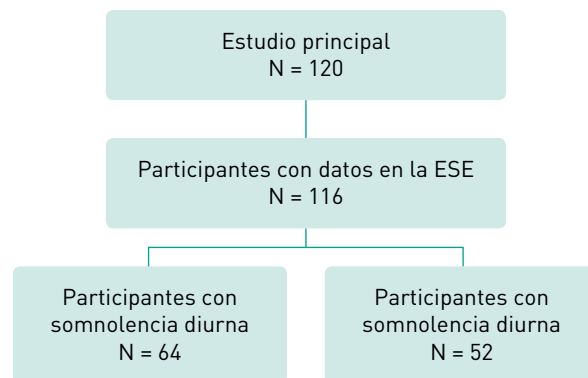 Estudio principal
N = 120
Participantes con datos en la ESE
N = 116
Participantes con
somnolencia diurna
N = 64
Participantes con
somnolencia diurna
N = 52